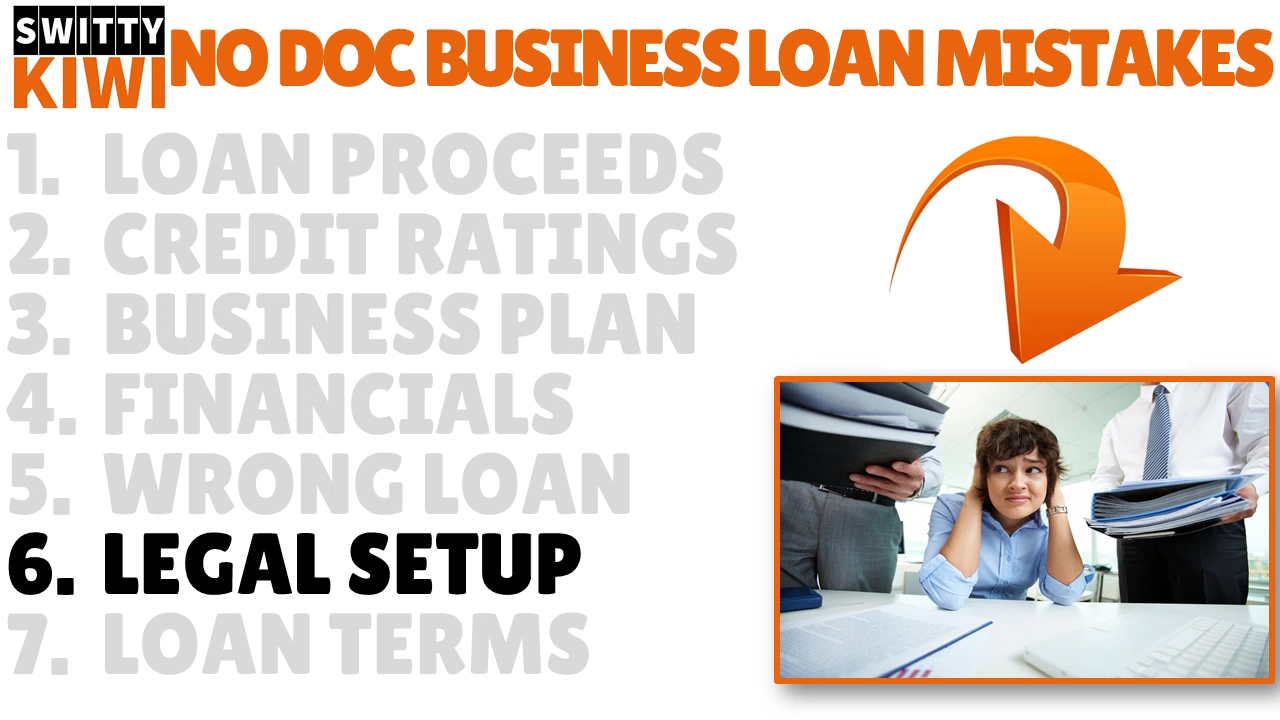 SWITTY
KIWI
NO DOC BUSINESS LOAN MISTAKES
1. LOAN PROCEEDS
2. CREDIT RATINGS
3. BUSINESS PLAN
4. FINANCIALS
5. WRONG LOAN
6. LEGAL SETUP
7. LOAN TERMS